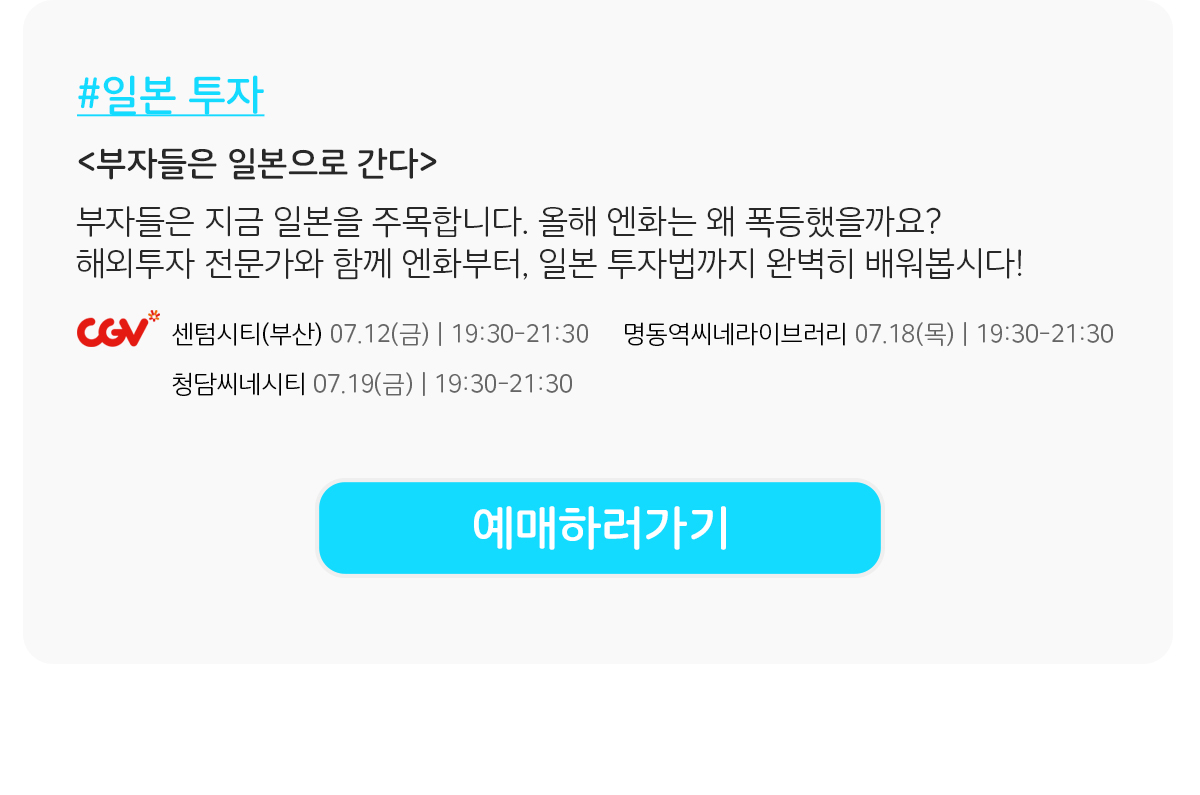 #일본 투자
<부자들은 일본으로 간다>
부자들은 지금 일본을 주목합니다. 올해 엔화는 왜 폭등했을까요?
해외투자 전문가와 함께 엔화부터, 일본 투자법까지 완벽히 배워봅시다!
CGV 센텀시티(부산) 07.12(금) | 19:30-21:30 명동역씨네라이브러리 07.18(목) | 19:30-21:30
청담씨네시티 07.19(금) | 19:30-21:30
예매하러가기